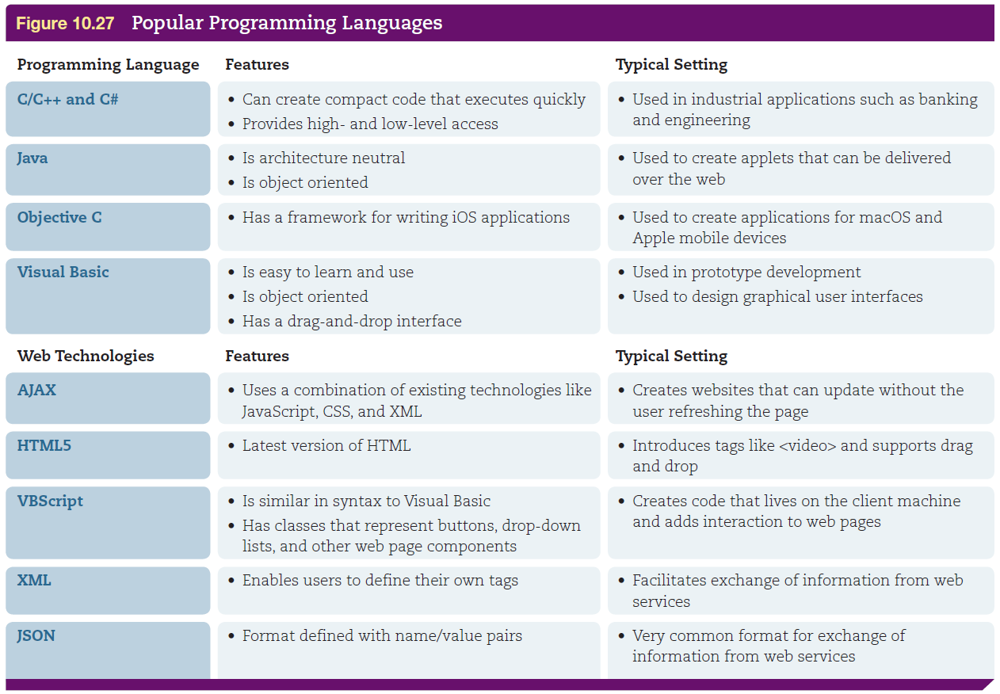 Figure 10.27 Popular Programming Languages
Programming Language Features Typical Setting
C/C++ and C#
• Can create compact code that executes quickly
• Provides high- and low-level access
• Used in industrial applications such as banking
and engineering
Java
• Is architecture neutral
• Is object oriented
• Used to create applets that can be delivered
over the web
Objective C
• Has a framework for writing iOS applications
• Used to create applications for macOS and
Apple mobile devices
Visual Basic
• Is easy to learn and use
• Is object oriented
• Has a drag-and-drop interface
• Used in prototype development
• Used to design graphical user interfaces
Web Technologies Features Typical Setting
AJAX
• Uses a combination of existing technologies like
JavaScript, CSS, and XML
• Creates websites that can update without the
user refreshing the page
HTML5
• Latest version of HTML
• Introduces tags like <video> and supports drag
and drop
VBScript
• Is similar in syntax to Visual Basic
• Has classes that represent buttons, drop-down
lists, and other web page components
• Creates code that lives on the client machine
and adds interaction to web pages
XML
• Enables users to define their own tags
• Facilitates exchange of information from web
services
JSON
• Format defined with name/value pairs
• Very common format for exchange of
information from web services